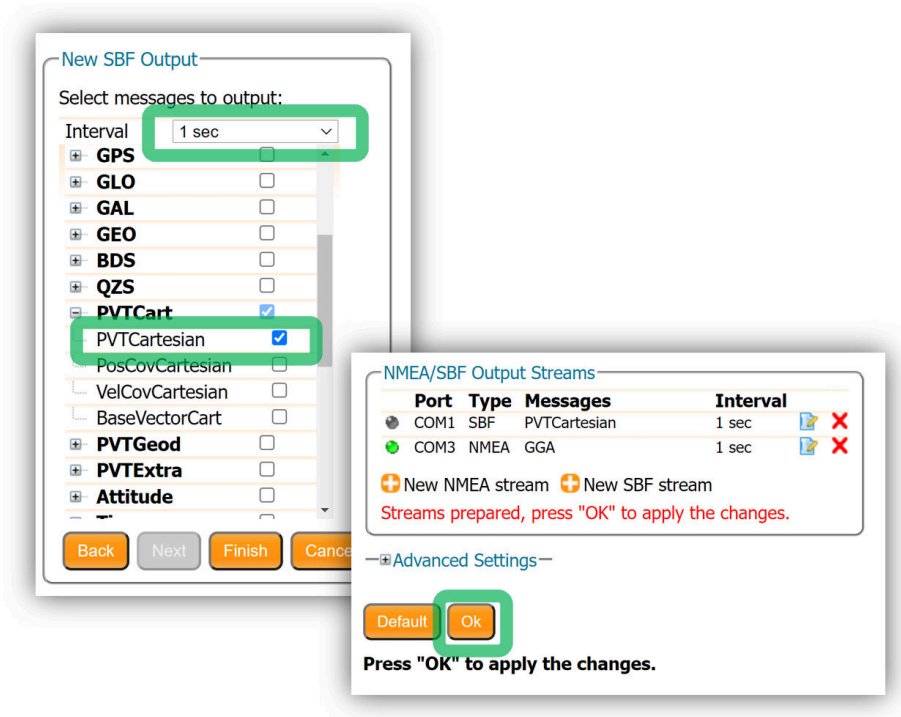 New SBF Output
Select messages to output:
Interval 1 sec
GPS
GLO
GAL
GEO
BDS
QZS
PVTCart
PVTCartesian
PosCovCartesian
VelCovCartesian
BaseVectorCart
PVTGeod
PVTExtra
Attitude
Back Next Finish Cance
NMEA/SBF Output Streams
Port Type Messages Interval
COM1 SBF PVTCartesian 1 sec
COM3 NMEA GGA 1 sec
New NMEA stream New SBF stream
Streams prepared, press "OK" to apply the changes.
Advanced Settings
Default Ok
Press "OK" to apply the changes.